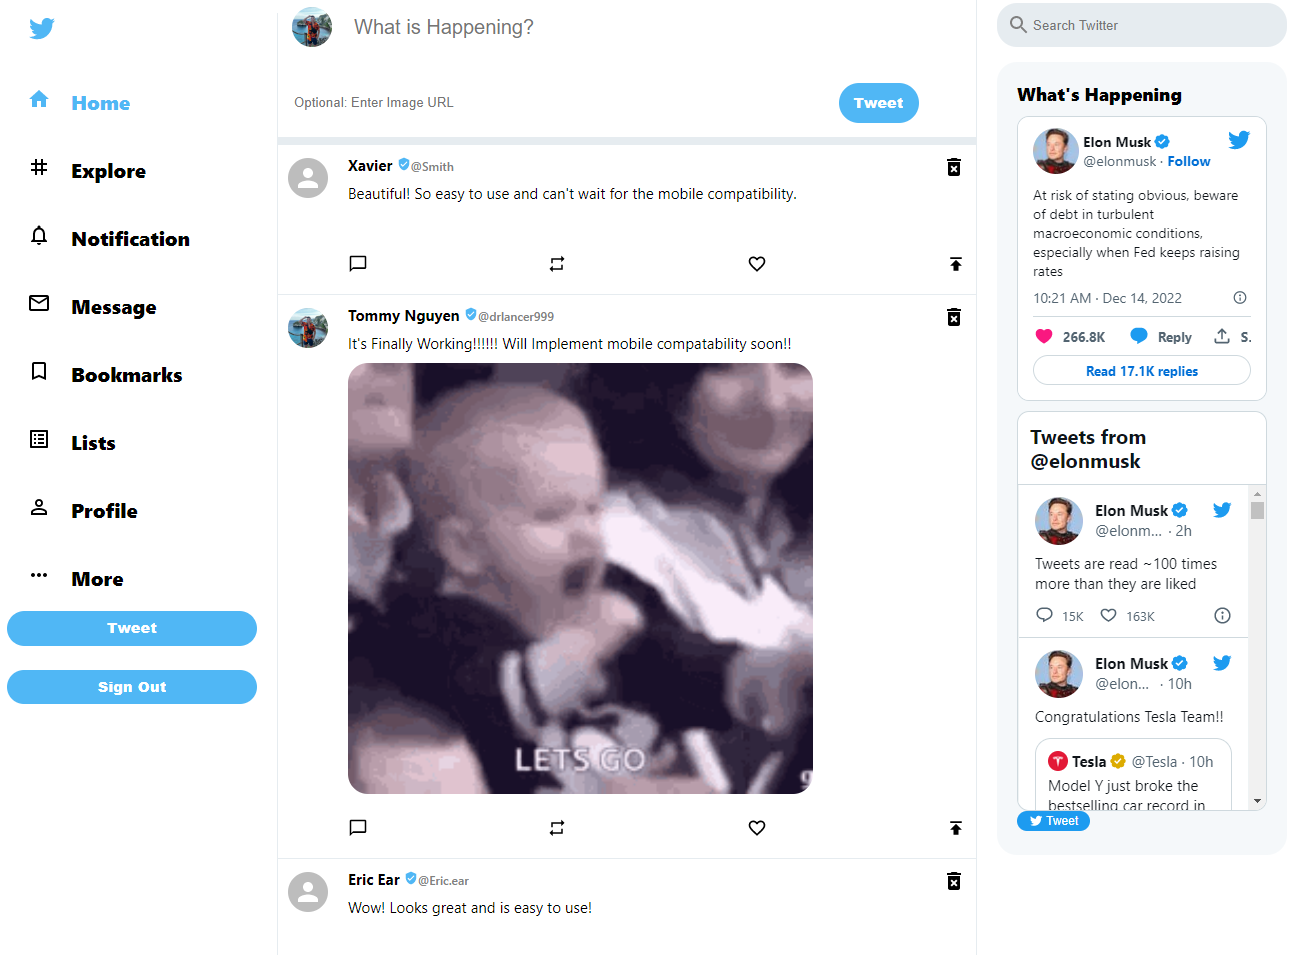 Home
Explore
Notification
Message
Bookmarks
Lists
Profile
More
Tweet
Sign Out
What is Happening?
Optional: Enter Image URL
Tweet
Xavier @Smith
Beautiful! So easy to use and can't wait for the mobile compatibility.
Tommy Nguyen @drlancer999
It's Finally Working!!!!!! Will Implement mobile compatability soon!!
LETS GO
Eric Ear @Eric.ear
Wow! Looks great and is easy to use!
Search Twitter
What's Happening
Elon Musk
@elonmusk · Follow
At risk of stating obvious, beware
of debt in turbulent
macroeconomic conditions,
especially when Fed keeps raising
rates
10:21 AM · Dec 14, 2022
266.8K Reply S.
Read 17.1K replies
Tweets from
@elonmusk
Elon Musk
@elonm... · 2h
Tweets are read ~100 times
more than they are liked
15K 163K
Elon Musk
@elon... · 10h
Congratulations Tesla Team!!
Tesla @Tesla · 10h
Model Y just broke the
bestselling car record in
Tweet